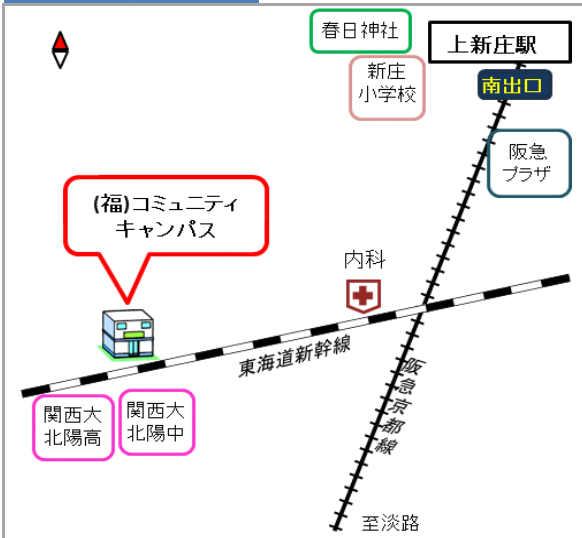 春日神社
上新庄駅
新庄
小学校
南出口
阪急
プラザ
(福)コミュニティ
キャンパス
内科
東海道新幹線
阪急京都線
関西大
北陽高
関西大
北陽中
至淡路